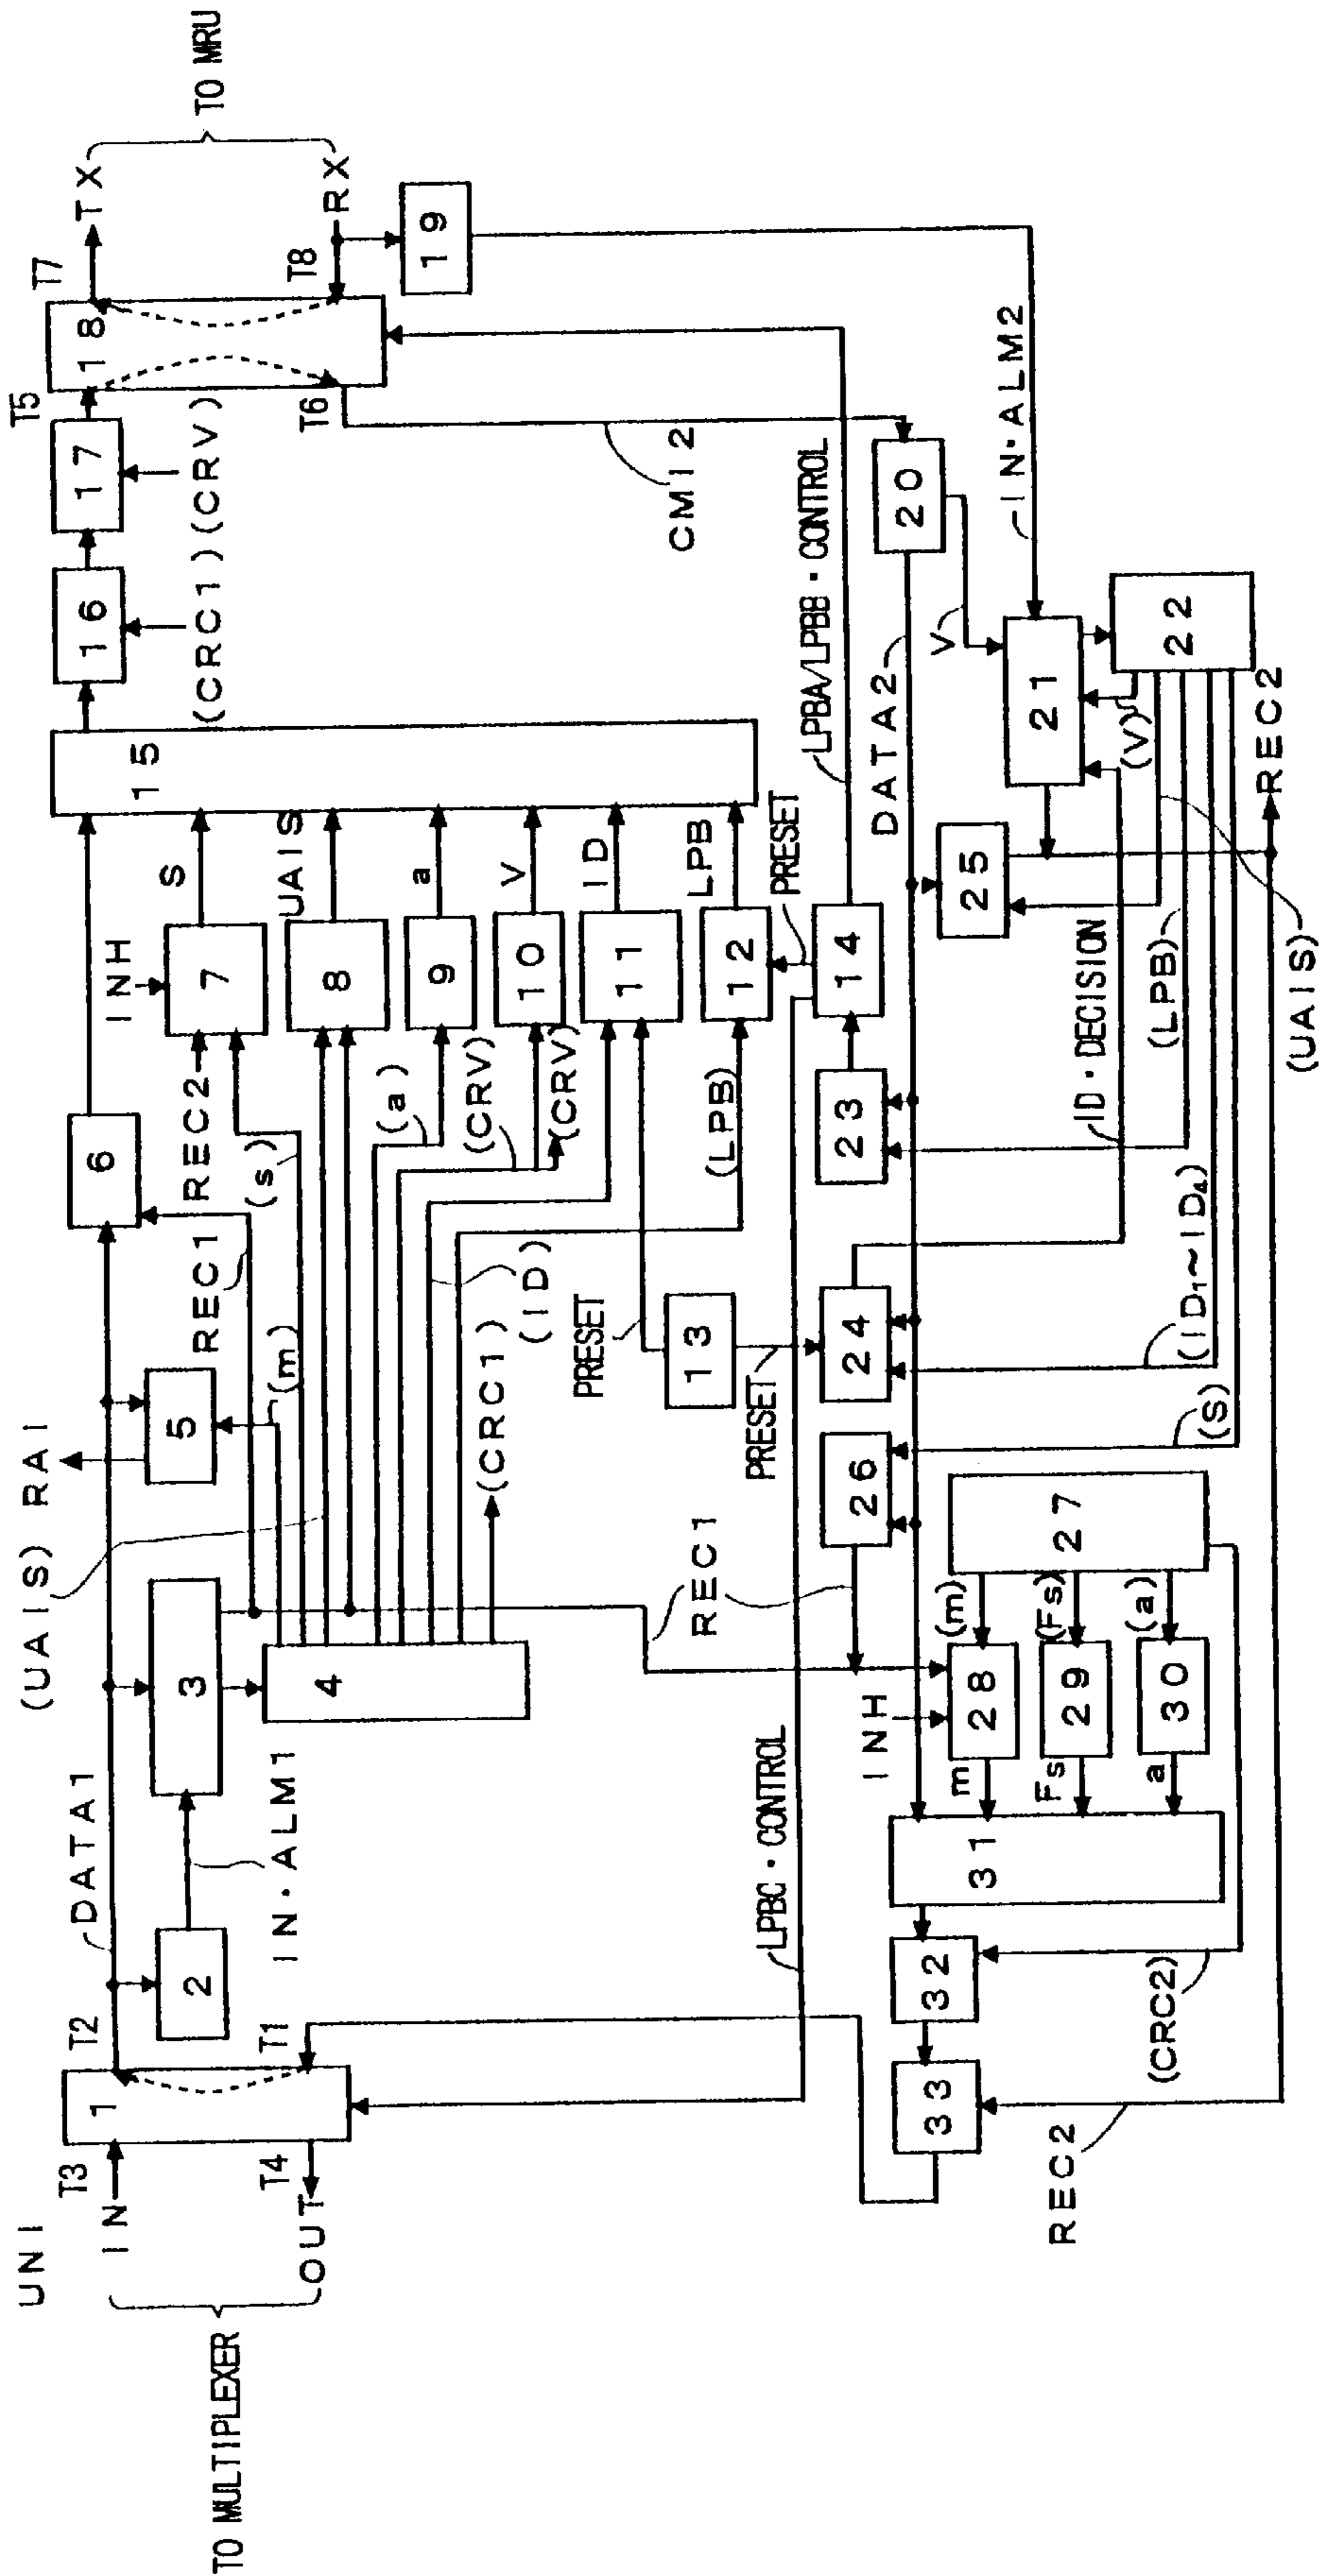 UNI
TO MULTIPLEXER
IN
OUT
T3
T4
1
T2
T1
DATA1
2
IN・ALM1
3
4
(UAIS) RAI
5
(m)
REC1
6
REC2
(s)
INH
7
S
8
UAIS
(a)
9
a
(CRV)
10
V
(CRV)
(ID)
11
ID
(LPB)
12
LPB
(CRC1)
PRESET
13
PRESET
PRESET
14
15
16
17
(CRC1)(CRV)
T5
18
T6
T7
T8
TX
RX
TO MRU
19
CMI2
LPBA/LPBB・CONTROL
LPBC・CONTROL
IN・ALM2
20
V
DATA2
21
22
(V)
25
REC2
(UAIS)
(LPB)
23
ID・DECISION
24
(ID1~ID4)
(S)
26
REC1
27
(m)
(Fs)
(a)
INH
28
29
30
m
Fs
a
31
32
(CRC2)
33
REC2